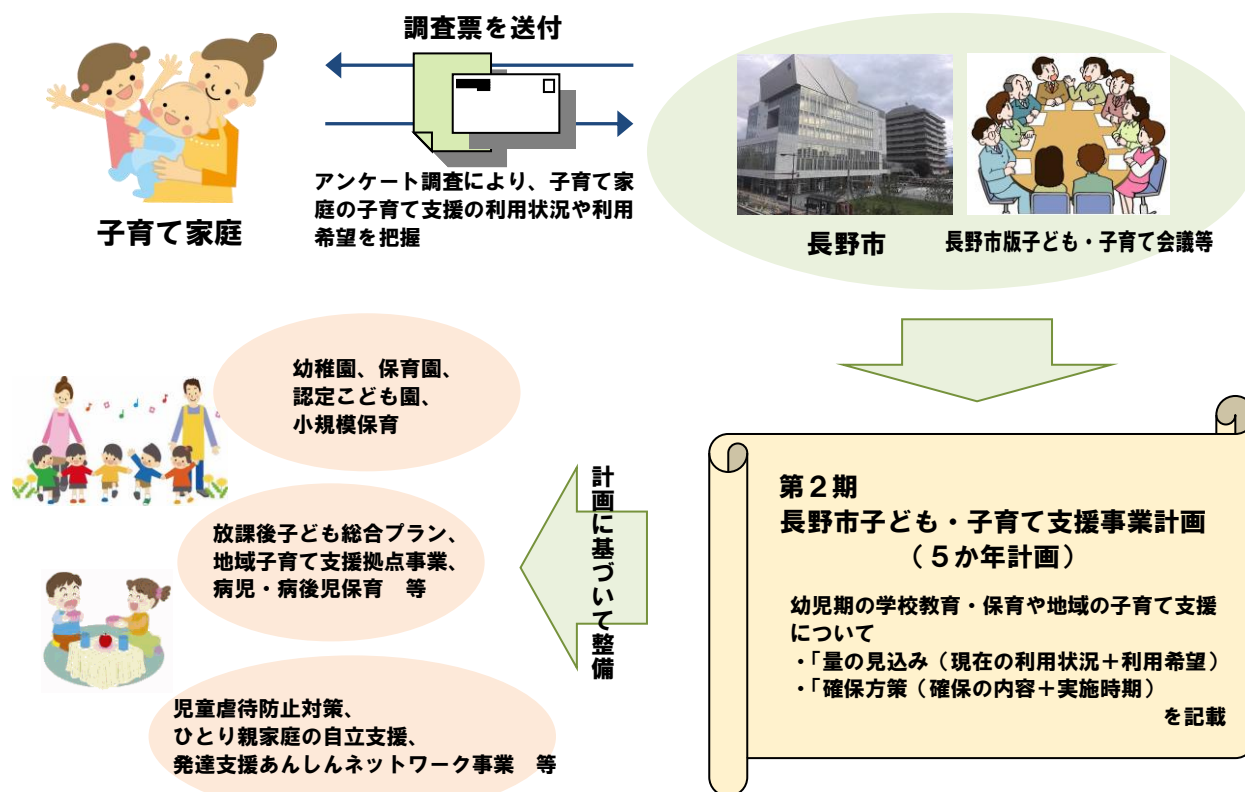 調査票を送付
子育て家庭
アンケート調査により、子育て家
庭の子育て支援の利用状況や利用
希望を把握
長野市
長野市版子ども・子育て会議等
幼稚園、保育園、
認定こども園、
小規模保育
放課後子ども総合プラン、
地域子育て支援拠点事業、
病児・病後児保育　等
児童虐待防止対策、
ひとり親家庭の自立支援、
発達支援あんしんネットワーク事業　等
計画に基づいて整備
第２期
長野市子ども・子育て支援事業計画
（５か年計画）
幼児期の学校教育・保育や地域の子育て支援
について
・「量の見込み（現在の利用状況＋利用希望）
・「確保方策（確保の内容＋実施時期）
を記載